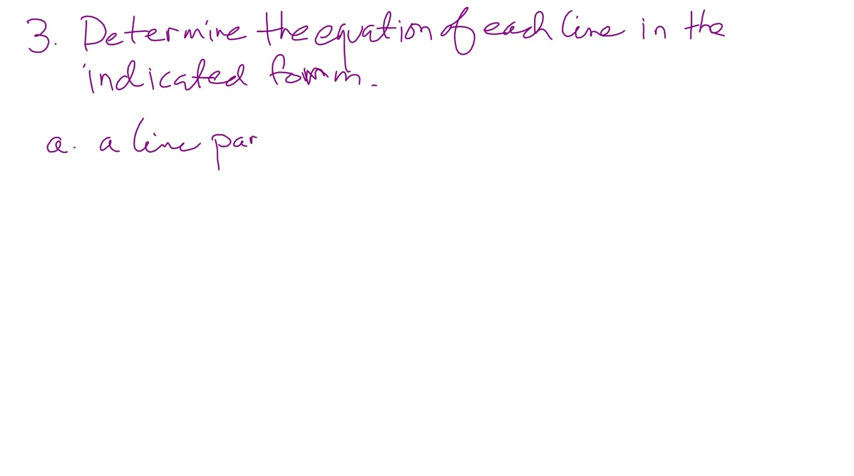 3. Determine the equation of each line in the
indicated form.
a. a line par